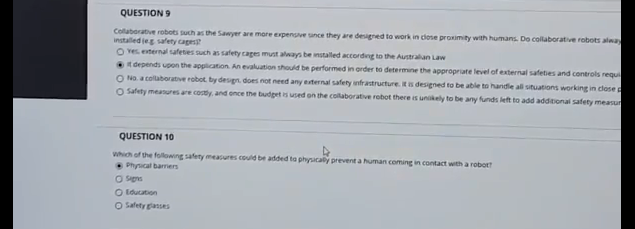 QUESTION 9
Collaborative robots such as the Sawyer are more expensive since they are designed to work in close proximity with humans. Do collaborative robots
installed (e.g. safety cages)?
Yes, external safeties such as safety cages must always be installed according to the Australian Law
It depends upon the application. An evaluation should be performed in order to determine the appropriate level of external safeties and controls
No, a collaborative robot, by design, does not need any external safety infrastructure. It is designed to be able to handle all situations working in close
Safety measures are costly, and once the budget is used on the collaborative robot there is unlikely to be any funds left to add additional safety
QUESTION 10
Which of the following safety measures could be added to physically prevent a human coming in contact with a robot?
Physical barriers
Signs
Education
Safety glasses